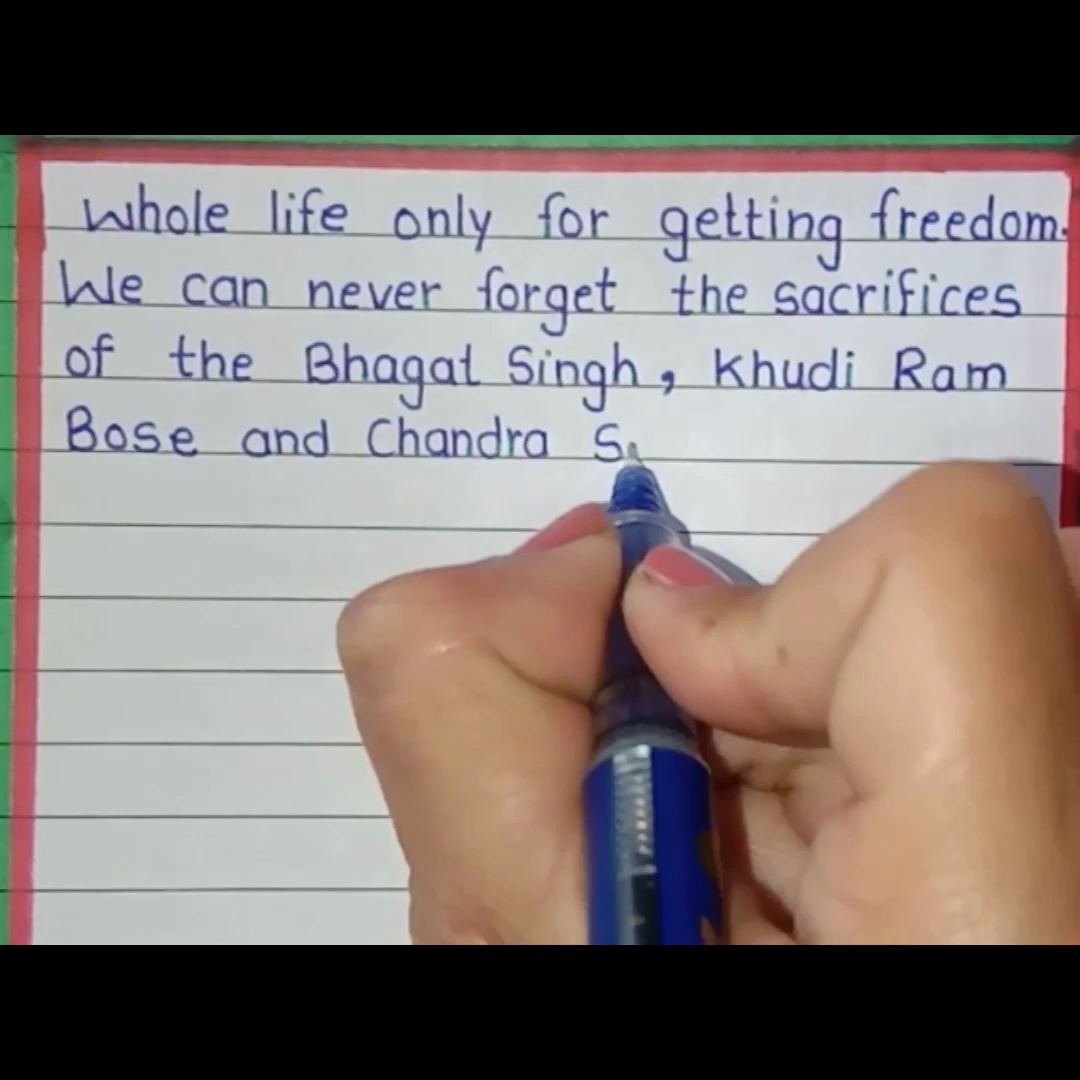 Whole life only for getting freedom.
We can never forget the sacrifices
of the Bhagat Singh, Khudi Ram
Bose and Chandra S